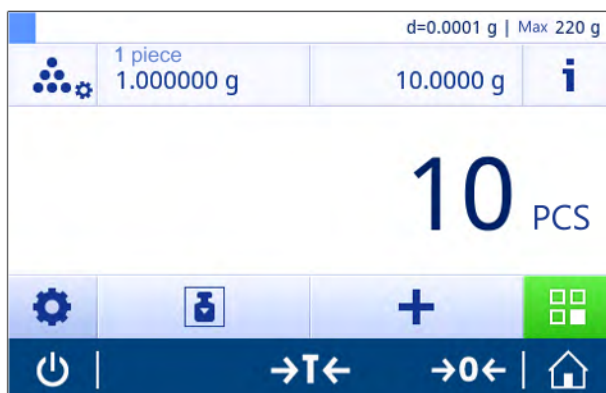 d=0.0001 g | Max 220 g
1 piece
1.000000 g
10.0000 g
i
10 PCS
→T←
→0←